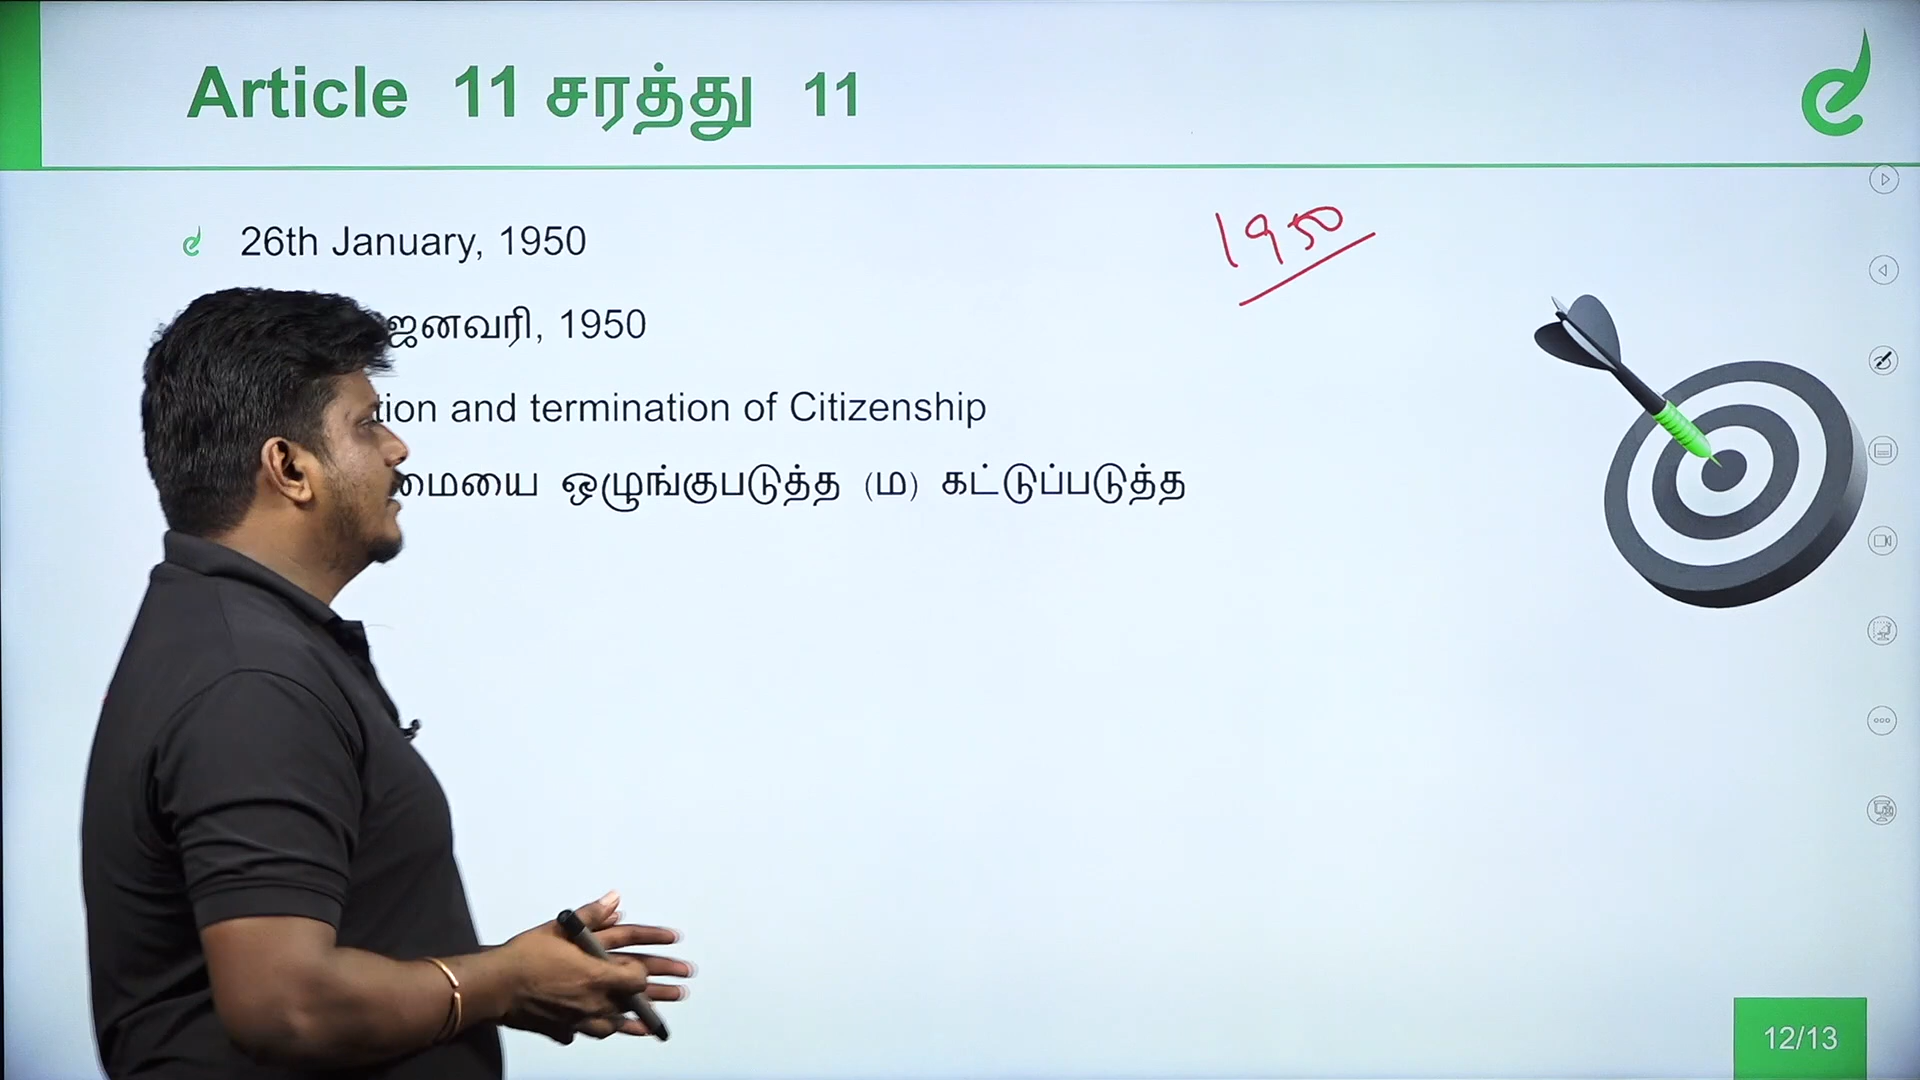 Article 11 சரத்து 11
26th January, 1950
1950
ஜனவரி, 1950
and termination of Citizenship
ஒழுங்குபடுத்த (ம) கட்டுப்படுத்த
12/13